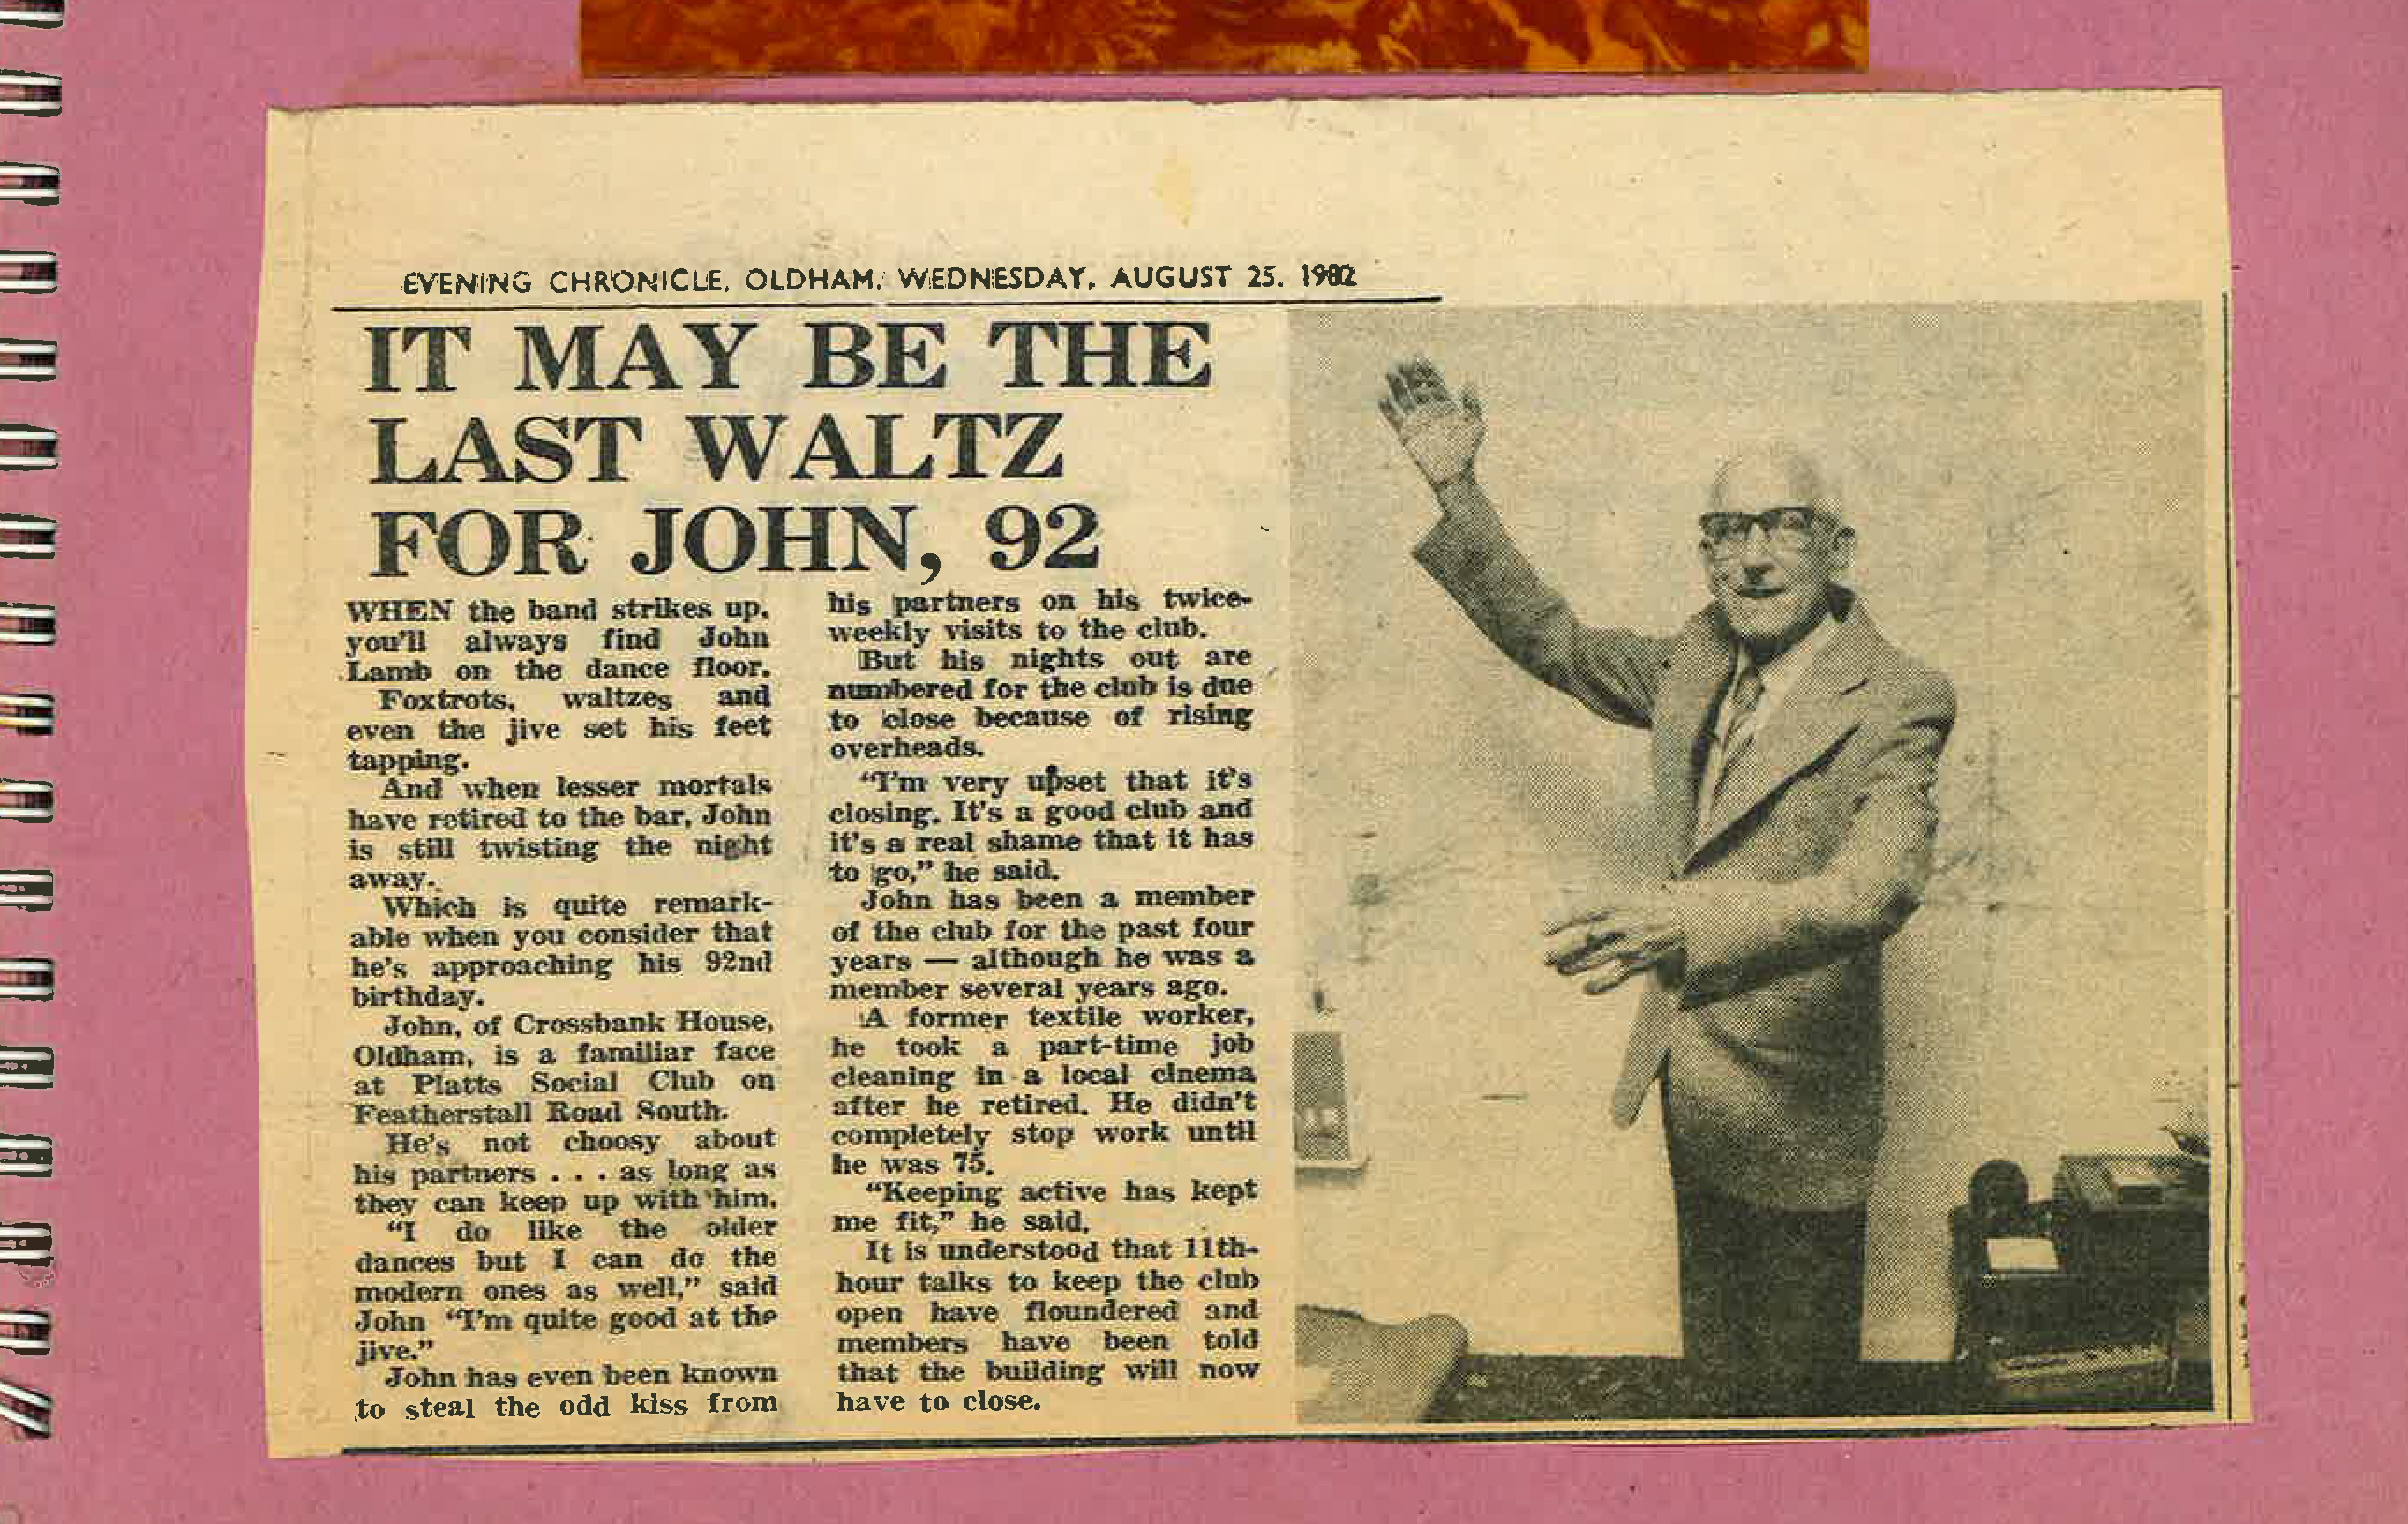 EVENING CHRONICLE, OLDHAM, WEDNESDAY, AUGUST 25, 1982
IT MAY BE THE
LAST WALTZ
FOR JOHN, 92
WHEN the band strikes up,
you'll always find John
Lamb on the dance floor.
Foxtrots, waltzes and
even the jive set his feet
tapping.
And when lesser mortals
have retired to the bar, John
is still twisting the night
away.
Which is quite remark-
able when you consider that
he's approaching his 92nd
birthday.
John, of Crossbank House,
Oldham, is a familiar face
at Platts Social Club on
Featherstall Road South.
He's not choosy about
his partners . . . as long as
they can keep up with him.
“I do like the older
dances but I can do the
modern ones as well,” said
John “I'm quite good at the
jive.”
John has even been known
to steal the odd kiss from
his partners on his twice-
weekly visits to the club.
But his nights out are
numbered for the club is due
to close because of rising
overheads.
“I'm very upset that it's
closing. It's a good club and
it's a real shame that it has
to go,” he said.
John has been a member
of the club for the past four
years — although he was a
member several years ago.
A former textile worker,
he took a part-time job
cleaning in a local cinema
after he retired. He didn't
completely stop work until
he was 75.
“Keeping active has kept
me fit,” he said.
It is understood that 11th-
hour talks to keep the club
open have floundered and
members have been told
that the building will now
have to close.